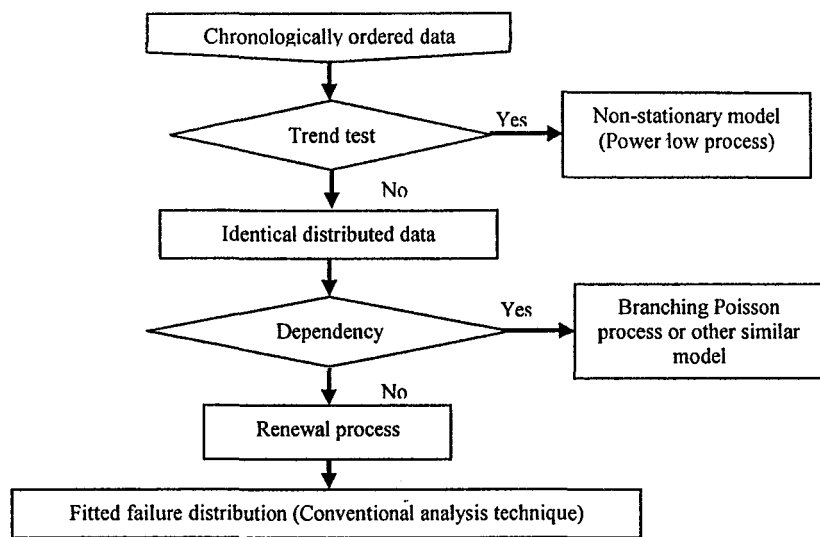 Chronologically ordered data
Trend test
Yes
Non-stationary model
(Power low process)
No
Identical distributed data
Dependency
Yes
Branching Poisson
process or other similar
model
No
Renewal process
Fitted failure distribution (Conventional analysis technique)